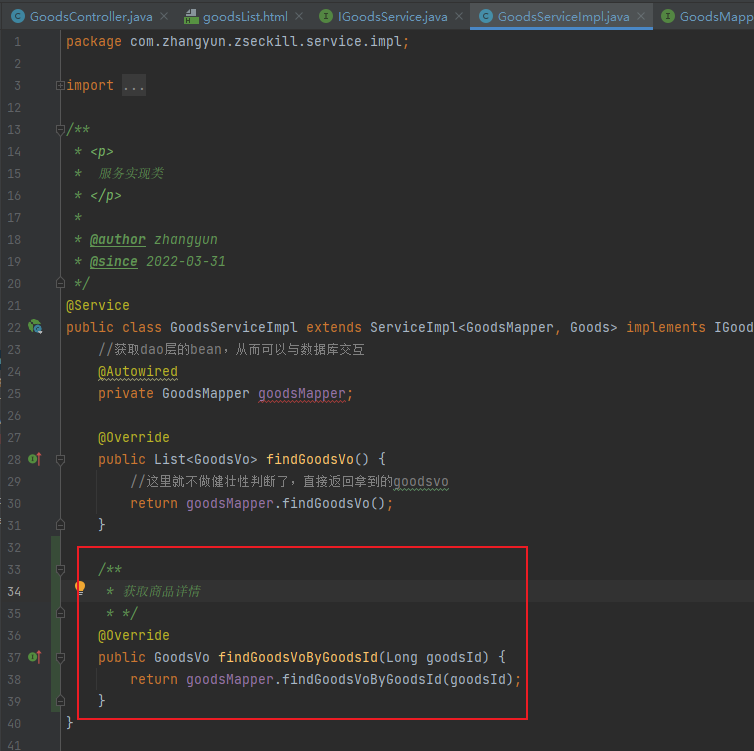 GoodsController.java × goodsList.html × IGoodsService.java × GoodsServiceImpl.java × GoodsMapp
1 package com.zhangyun.zseckill.service.impl;
2
3 import ...
12
13 /**
14 * <p>
15 * 服务实现类
16 * </p>
17 *
18 * @author zhangyun
19 * @since 2022-03-31
20 */
21 @Service
22 public class GoodsServiceImpl extends ServiceImpl<GoodsMapper, Goods> implements IGood
23 //获取dao层的bean，从而可以与数据库交互
24 @Autowired
25 private GoodsMapper goodsMapper;
26
27 @Override
28 public List<GoodsVo> findGoodsVo() {
29 //这里就不做健壮性判断了，直接返回拿到的goodsvo
30 return goodsMapper.findGoodsVo();
31 }
32
33 /**
34 * 获取商品详情
35 * */
36 @Override
37 public GoodsVo findGoodsVoByGoodsId(Long goodsId) {
38 return goodsMapper.findGoodsVoByGoodsId(goodsId);
39 }
40 }
41